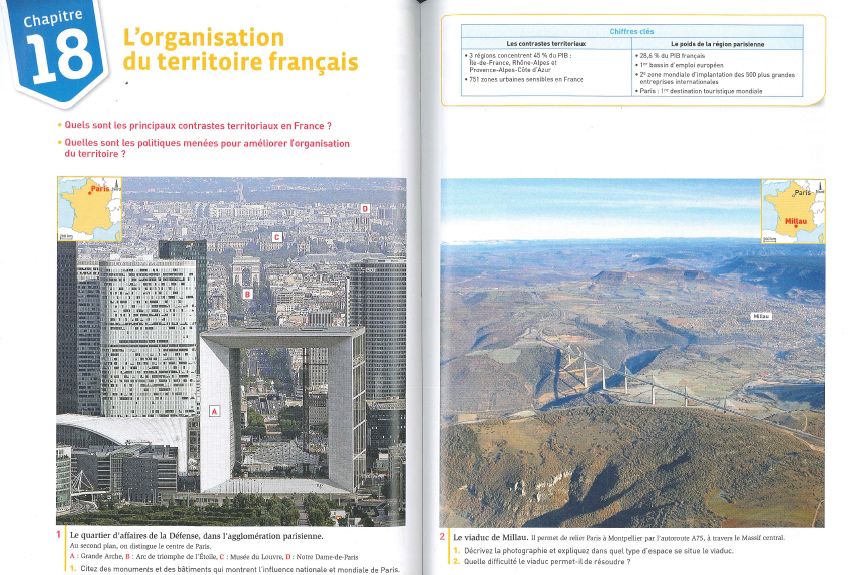 Chapitre
18
L'organisation
du territoire français
• Quels sont les principaux contrastes territoriaux en France ?
• Quelles sont les politiques menées pour améliorer l'organisation
du territoire ?
Paris
A
B
C
D
1 Le quartier d'affaires de la Défense, dans l'agglomération parisienne.
Au second plan, on distingue le centre de Paris.
A : Grande Arche, B : Arc de triomphe de l'Étoile, C : Musée du Louvre, D : Notre Dame-de-Paris
1. Citez des monuments et des bâtiments qui montrent l'influence nationale et mondiale de Paris.
Chiffres clés
Les contrastes territoriaux
• 3 régions concentrent 45 % du PIB :
Île-de-France, Rhône-Alpes et
Provence-Alpes-Côte d'Azur
• 751 zones urbaines sensibles en France
Le poids de la région parisienne
• 28,6 % du PIB français
• 1er bassin d'emploi européen
• 2e zone mondiale d'implantation des 500 plus grandes
entreprises internationales
• Paris : 1re destination touristique mondiale
Paris
Millau
Millau
2 Le viaduc de Millau. Il permet de relier Paris à Montpellier par l'autoroute A75, à travers le Massif central.
1. Décrivez la photographie et expliquez dans quel type d'espace se situe le viaduc.
2. Quelle difficulté le viaduc permet-il de résoudre ?